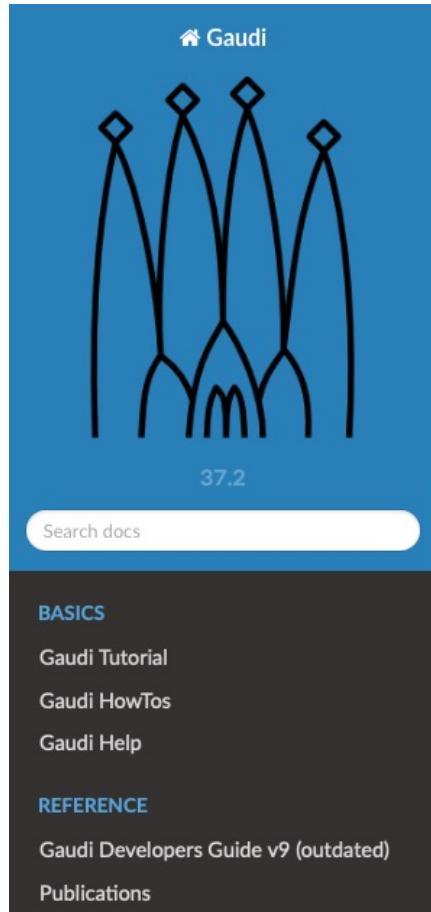 Gaudi
37.2
Search docs
BASICS
Gaudi Tutorial
Gaudi HowTos
Gaudi Help
REFERENCE
Gaudi Developers Guide v9 (outdated)
Publications